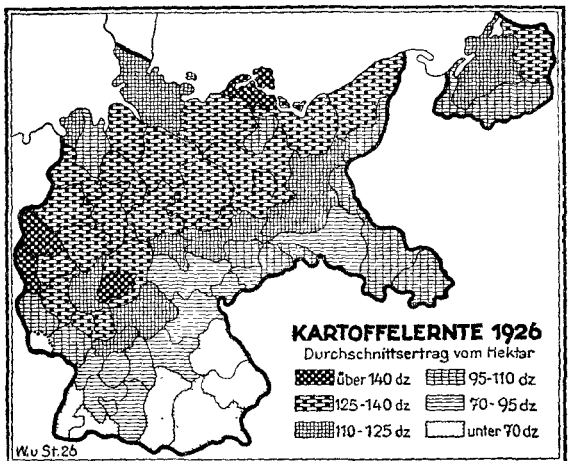 KARTOFFELERNTE 1926
Durchschnittsertrag vom Hektar
über 140 dz 95-110 dz
125-140 dz 70-95 dz
110-125 dz unter 70 dz
W. u St. 26